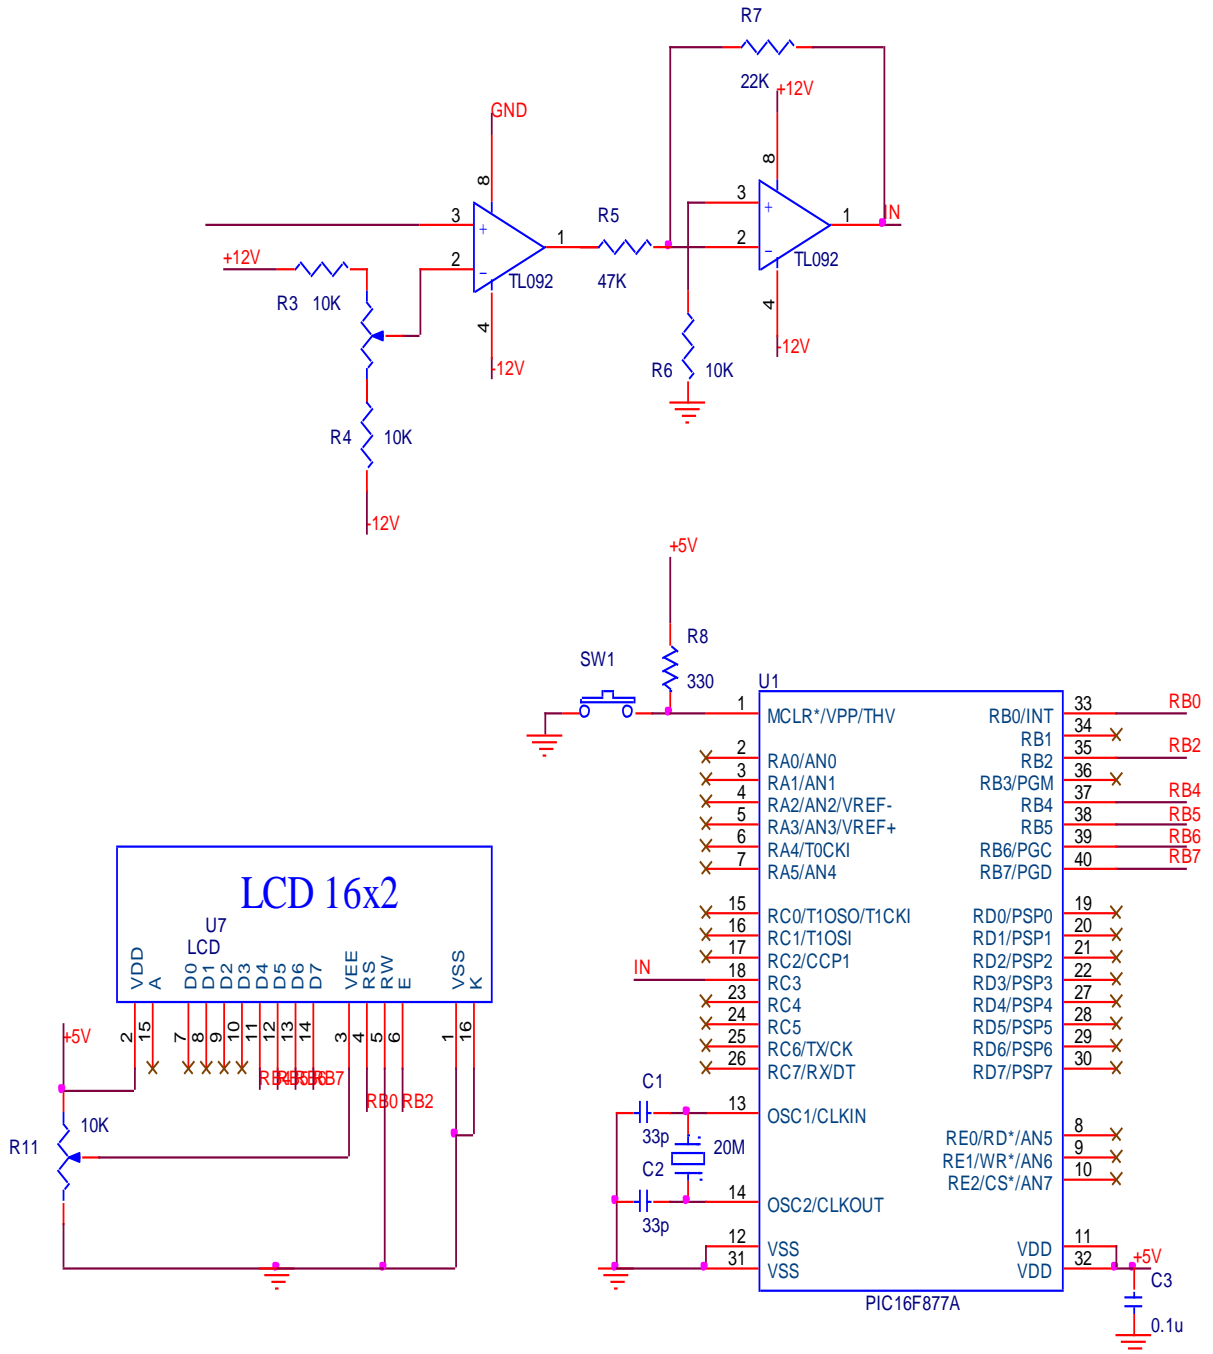 R7
22K
+12V
GND
8
8
3
+
1
IN
3
+
1
R5
2
-
TL092
+12V
2
-
TL092
47K
R3 10K
4
4
-12V
-12V
R6 10K
R4 10K
-12V
+5V
R8
SW1
330
U1
1 MCLR*/VPP/THV
RB0/INT 33 RB0
RB1 34
2 RA0/AN0
RB2 35 RB2
3 RA1/AN1
RB3/PGM 36
4 RA2/AN2/VREF-
RB4 37 RB4
5 RA3/AN3/VREF+
RB5 38 RB5
6 RA4/T0CKI
RB6/PGC 39 RB6
7 RA5/AN4
RB7/PGD 40 RB7
15 RC0/T1OSO/T1CKI
RD0/PSP0 19
16 RC1/T1OSI
RD1/PSP1 20
17 RC2/CCP1
RD2/PSP2 21
IN 18 RC3
RD3/PSP3 22
23 RC4
RD4/PSP4 27
24 RC5
RD5/PSP5 28
25 RC6/TX/CK
RD6/PSP6 29
26 RC7/RX/DT
RD7/PSP7 30
13 OSC1/CLKIN
RE0/RD*/AN5 8
RE1/WR*/AN6 9
RE2/CS*/AN7 10
14 OSC2/CLKOUT
12 VSS
VDD 11
31 VSS
VDD 32
+5V
PIC16F877A
C3
0.1u
C1
33p
20M
C2
33p
LCD 16x2
U7
LCD
VDD A D0 D1 D2 D3 D4 D5 D6 D7 VEE RS RW E VSS K
2 15 7 8 9 10 11 12 13 14 3 4 5 6 1 16
+5V
RB4 RB5 RB6 RB7
RB0 RB2
10K
R11